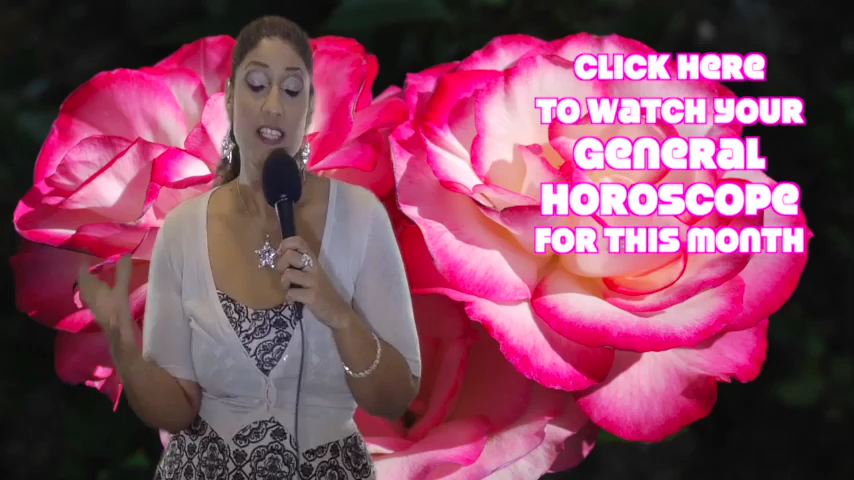 CLICK HERE
TO WATCH YOUR
GENERAL
HOROSCOPE
FOR THIS MONTH